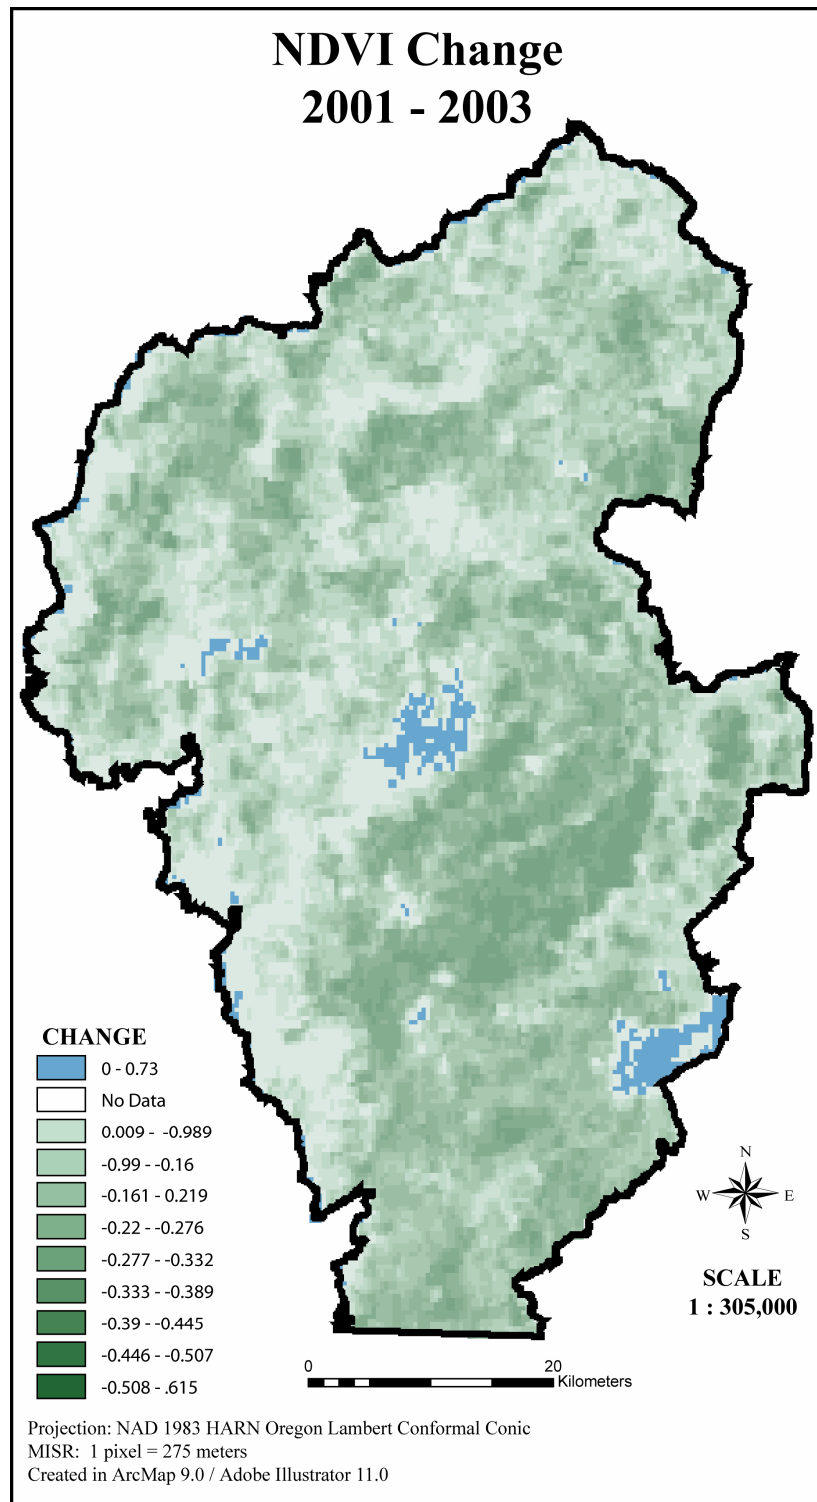 NDVI Change
2001 - 2003
CHANGE
0 - 0.73
No Data
0.009 - -0.989
-0.99 - -0.16
-0.161 - 0.219
-0.22 - -0.276
-0.277 - -0.332
-0.333 - -0.389
-0.39 - -0.445
-0.446 - -0.507
-0.508 - .615
N
W E
S
SCALE
1 : 305,000
0 20
Kilometers
Projection: NAD 1983 HARN Oregon Lambert Conformal Conic
MISR: 1 pixel = 275 meters
Created in ArcMap 9.0 / Adobe Illustrator 11.0